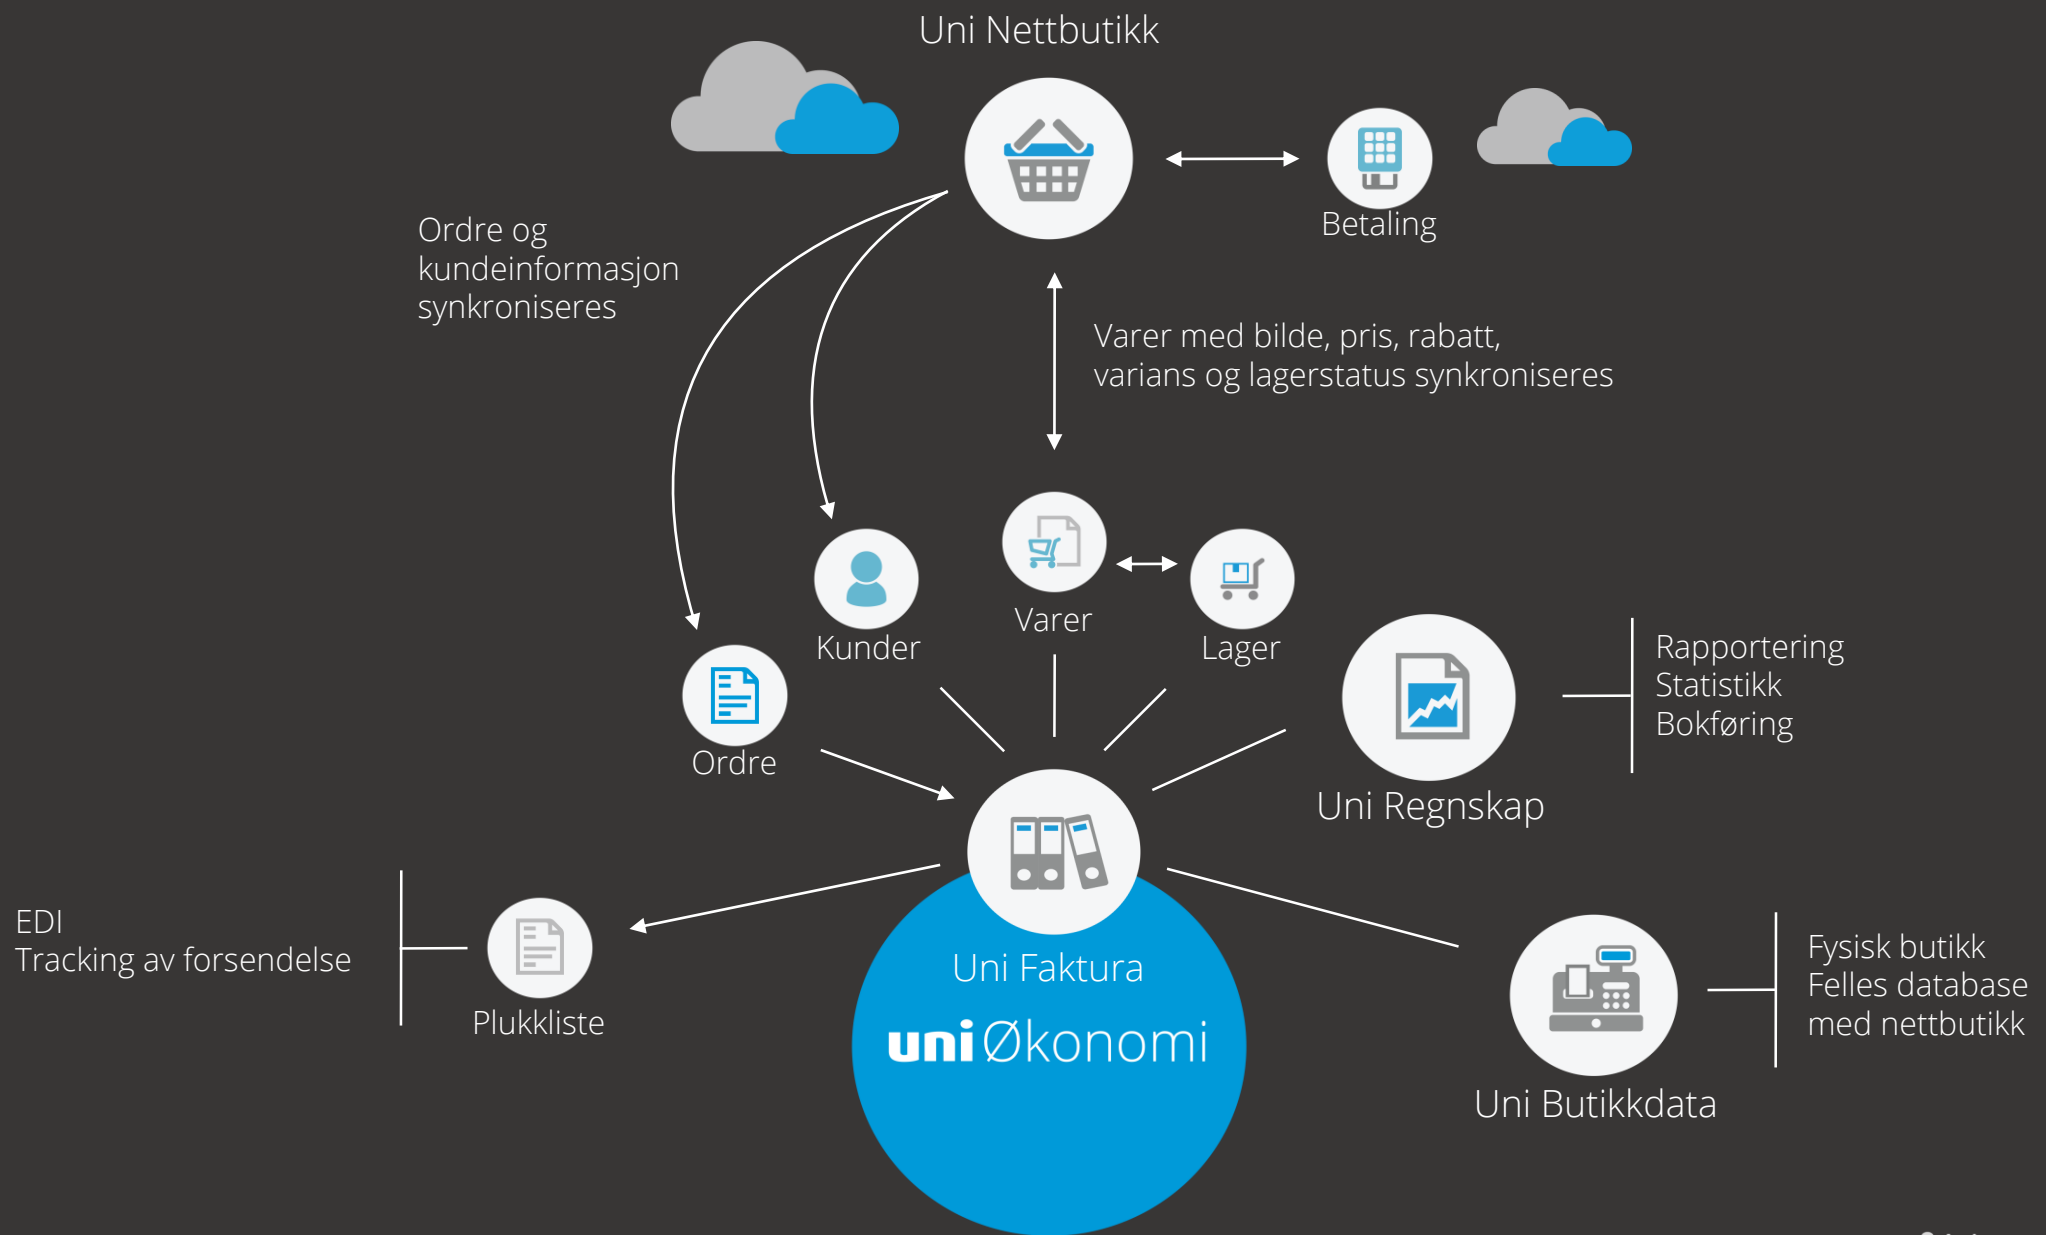 Uni Nettbutikk
Betaling
Ordre og
kundeinformasjon
synkroniseres
Varer med bilde, pris, rabatt,
varians og lagerstatus synkroniseres
Kunder
Varer
Lager
Ordre
Rapportering
Statistikk
Bokføring
Uni Regnskap
EDI
Tracking av forsendelse
Plukkliste
Uni Faktura
uni Økonomi
Fysisk butikk
Felles database
med nettbutikk
Uni Butikkdata